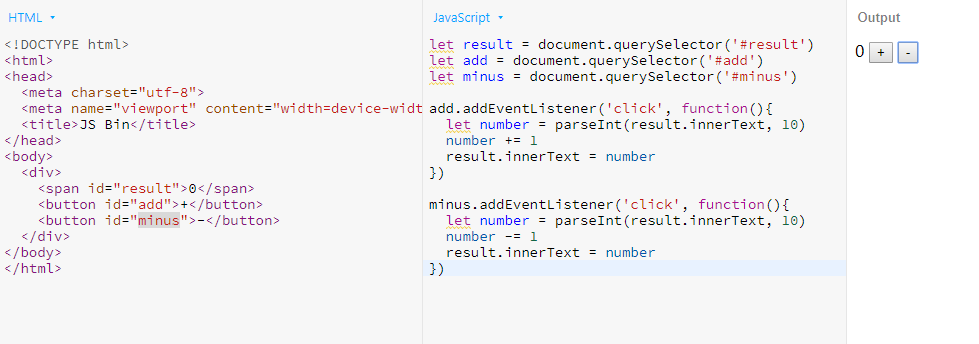 HTML
<!DOCTYPE html>
<html>
<head>
  <meta charset="utf-8">
  <meta name="viewport" content="width=device-widt
  <title>JS Bin</title>
</head>
<body>
  <div>
    <span id="result">0</span>
    <button id="add">+</button>
    <button id="minus">-</button>
  </div>
</body>
</html>
JavaScript
let result = document.querySelector('#result')
let add = document.querySelector('#add')
let minus = document.querySelector('#minus')

add.addEventListener('click', function(){
  let number = parseInt(result.innerText, 10)
  number += 1
  result.innerText = number
})

minus.addEventListener('click', function(){
  let number = parseInt(result.innerText, 10)
  number -= 1
  result.innerText = number
})
Output
0 + -